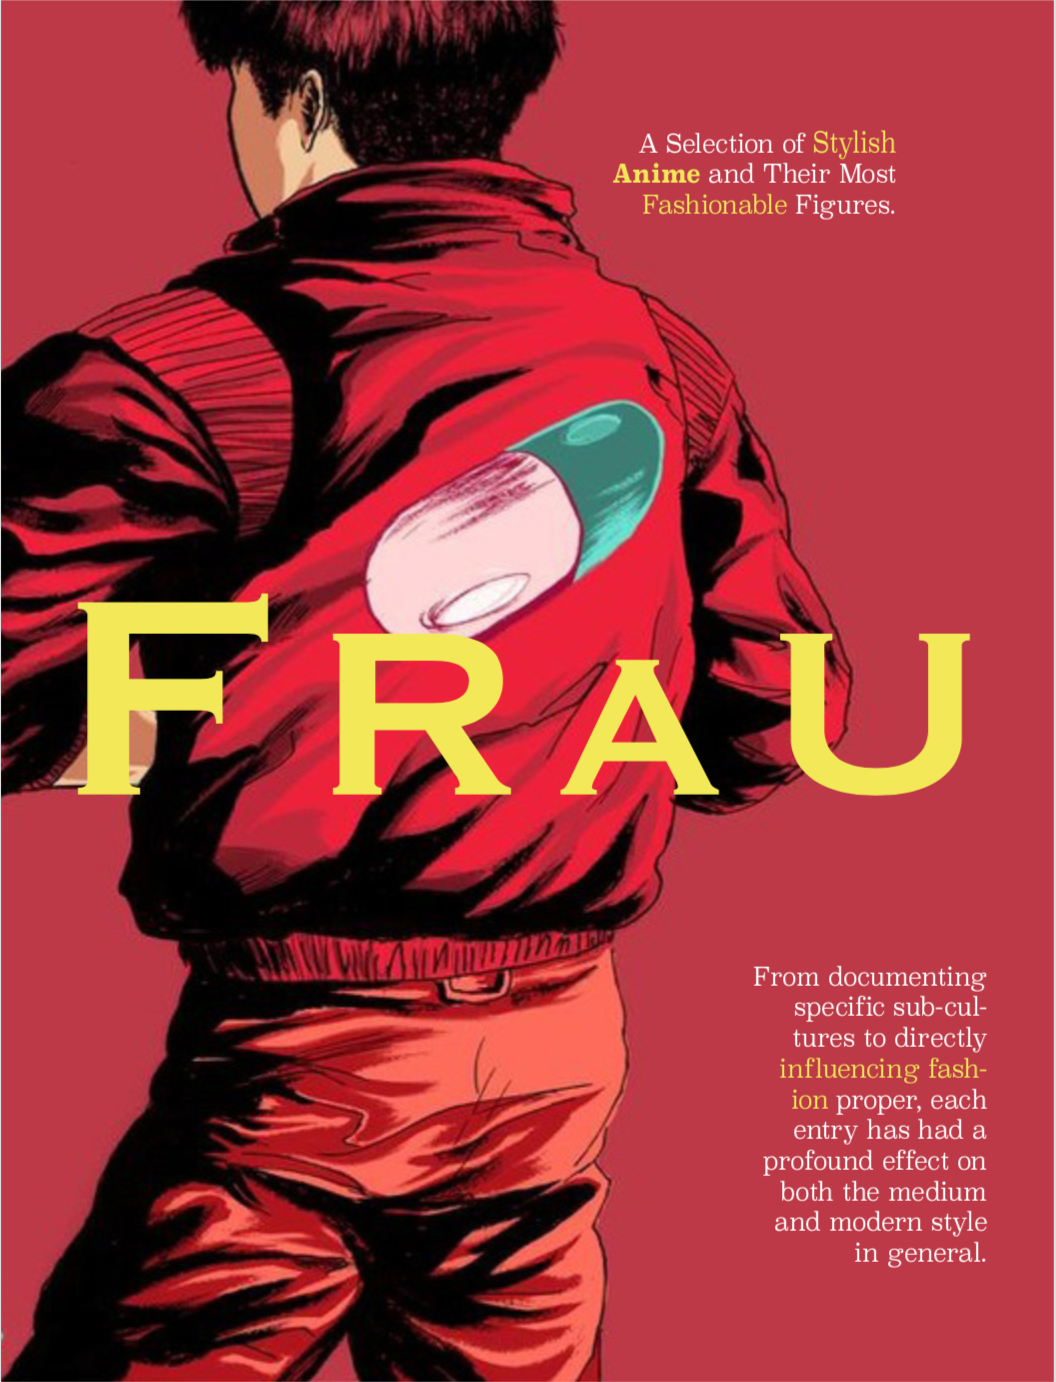 A Selection of Stylish
Anime and Their Most
Fashionable Figures.
FRAU
From documenting
specific sub-cul-
tures to directly
influencing fash-
ion proper, each
entry has had a
profound effect on
both the medium
and modern style
in general.